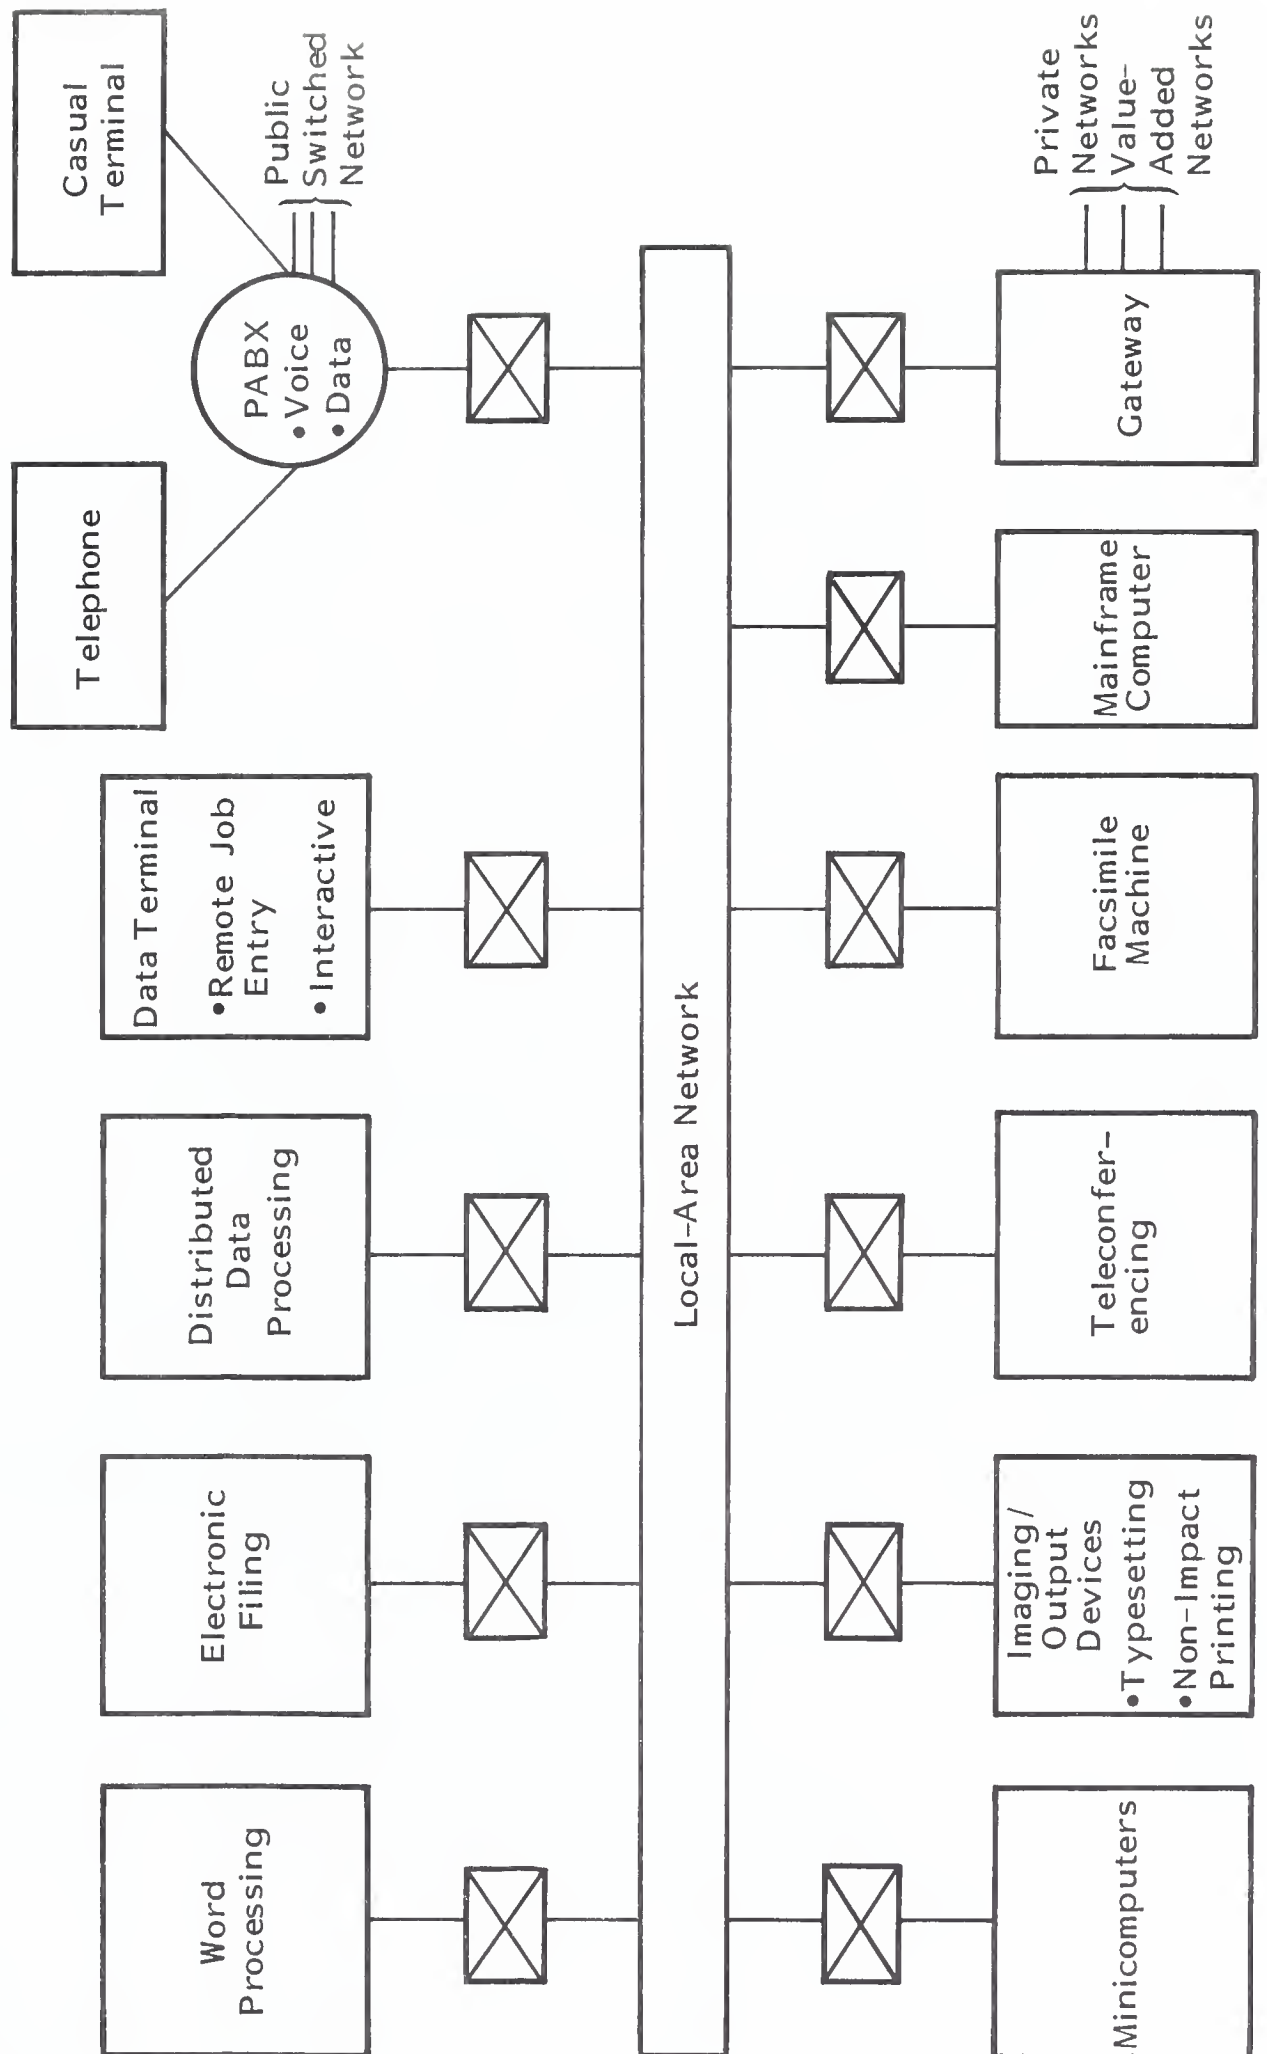 Word
Processing
Electronic
Filing
Distributed
Data
Processing
Data Terminal
•Remote Job
Entry
•Interactive
Telephone
Casual
Terminal
PABX
•Voice
•Data
Public
Switched
Network
Local-Area Network
Minicomputers
Imaging/
Output
Devices
•Typesetting
•Non-Impact
Printing
Teleconfer-
encing
Facsimile
Machine
Mainframe
Computer
Gateway
Private
Networks
Value-
Added
Networks